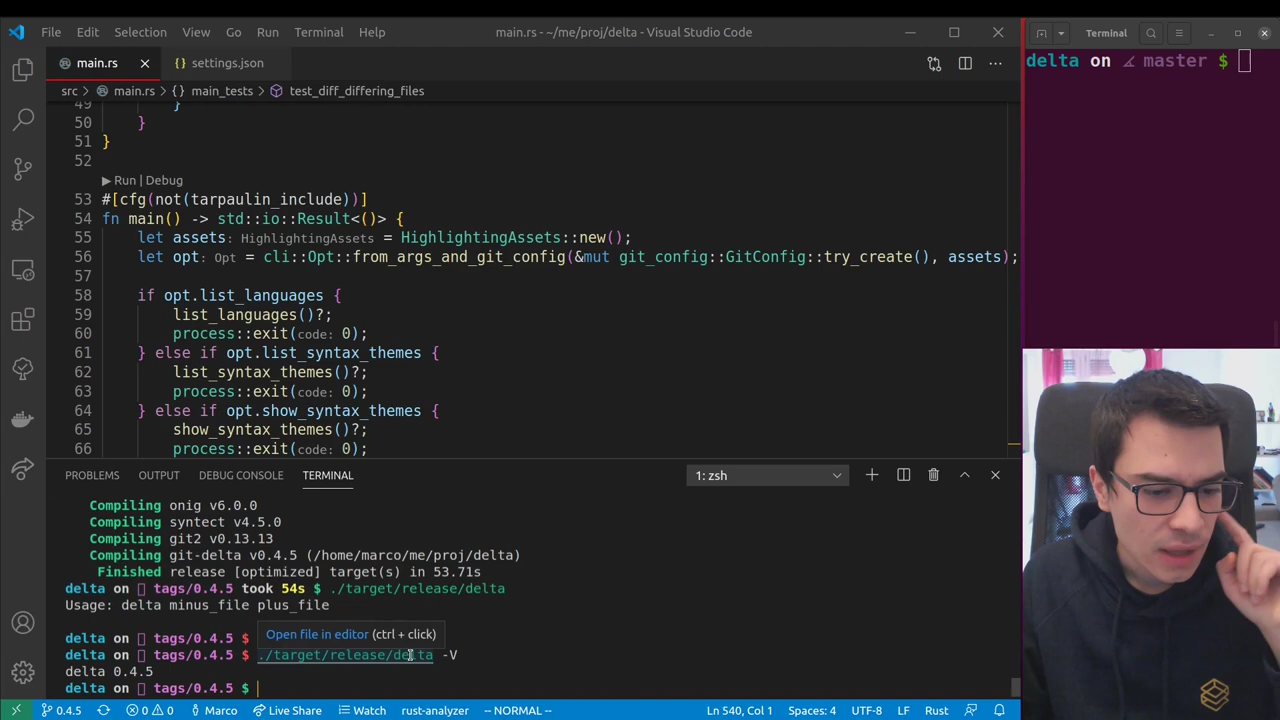 File Edit Selection View Go Run Terminal Help
main.rs - ~/me/proj/delta - Visual Studio Code
main.rs
settings.json
src > main.rs > {} main_tests > test_diff_differing_files
49 }
50 }
51 }
52
▶ Run | Debug
53 #[cfg(not(tarpaulin_include))]
54 fn main() -> std::io::Result<()> {
55 let assets: HighlightingAssets = HighlightingAssets::new();
56 let opt: Opt = cli::Opt::from_args_and_git_config(&mut git_config::GitConfig::try_create(), assets);
57
58 if opt.list_languages {
59 list_languages()?;
60 process::exit(code: 0);
61 } else if opt.list_syntax_themes {
62 list_syntax_themes()?;
63 process::exit(code: 0);
64 } else if opt.show_syntax_themes {
65 show_syntax_themes()?;
66 process::exit(code: 0);
PROBLEMS OUTPUT DEBUG CONSOLE TERMINAL
1: zsh
Compiling onig v6.0.0
Compiling syntect v4.5.0
Compiling git2 v0.13.13
Compiling git-delta v0.4.5 (/home/marco/me/proj/delta)
Finished release [optimized] target(s) in 53.71s
delta on tags/0.4.5 took 54s $ ./target/release/delta
Usage: delta minus_file plus_file
delta on tags/0.4.5 $
Open file in editor (ctrl + click)
delta on tags/0.4.5 $ ./target/release/delta -V
delta 0.4.5
delta on tags/0.4.5 $
0.4.5 0 0 Marco Live Share Watch rust-analyzer -- NORMAL -- Ln 540, Col 1 Spaces: 4 UTF-8 LF Rust
Terminal
delta on master $